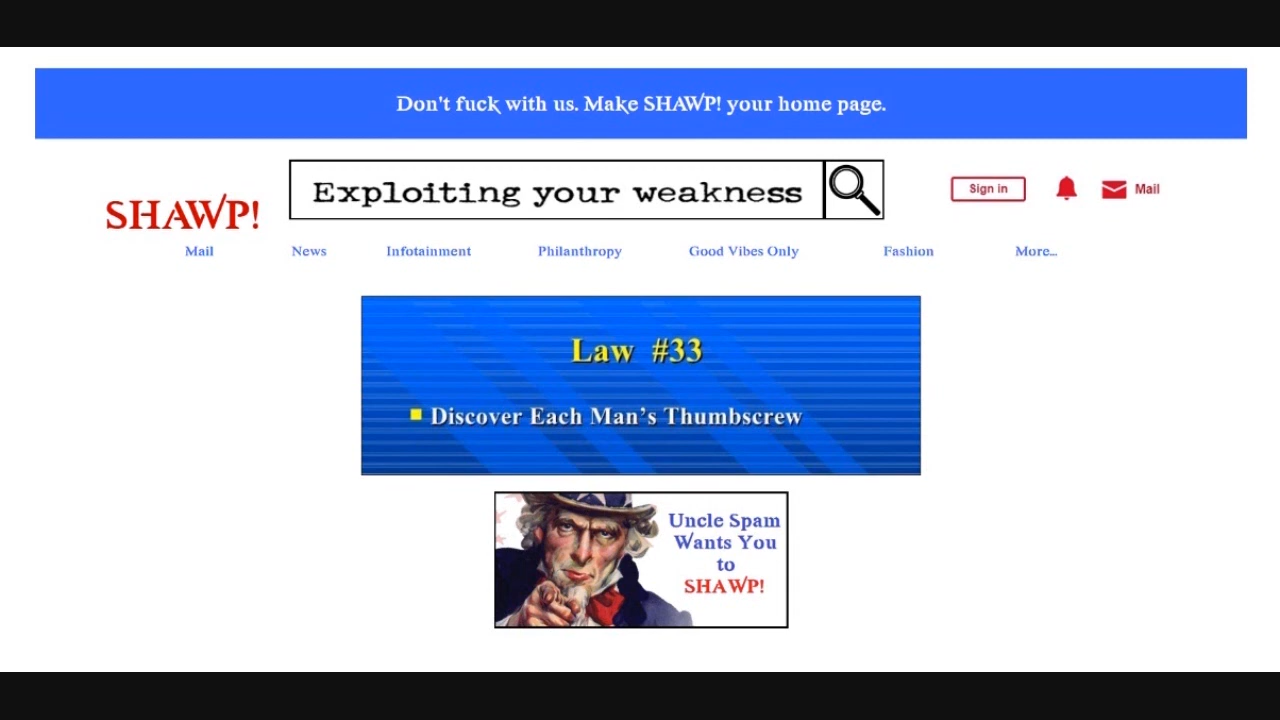 Don't fuck with us. Make SHAWP! your home page.
Exploiting your weakness
Sign in
Mail
SHAWP!
Mail
News
Infotainment
Philanthropy
Good Vibes Only
Fashion
More...
Law #33
Discover Each Man’s Thumbscrew
Uncle Spam
Wants You
to
SHAWP!